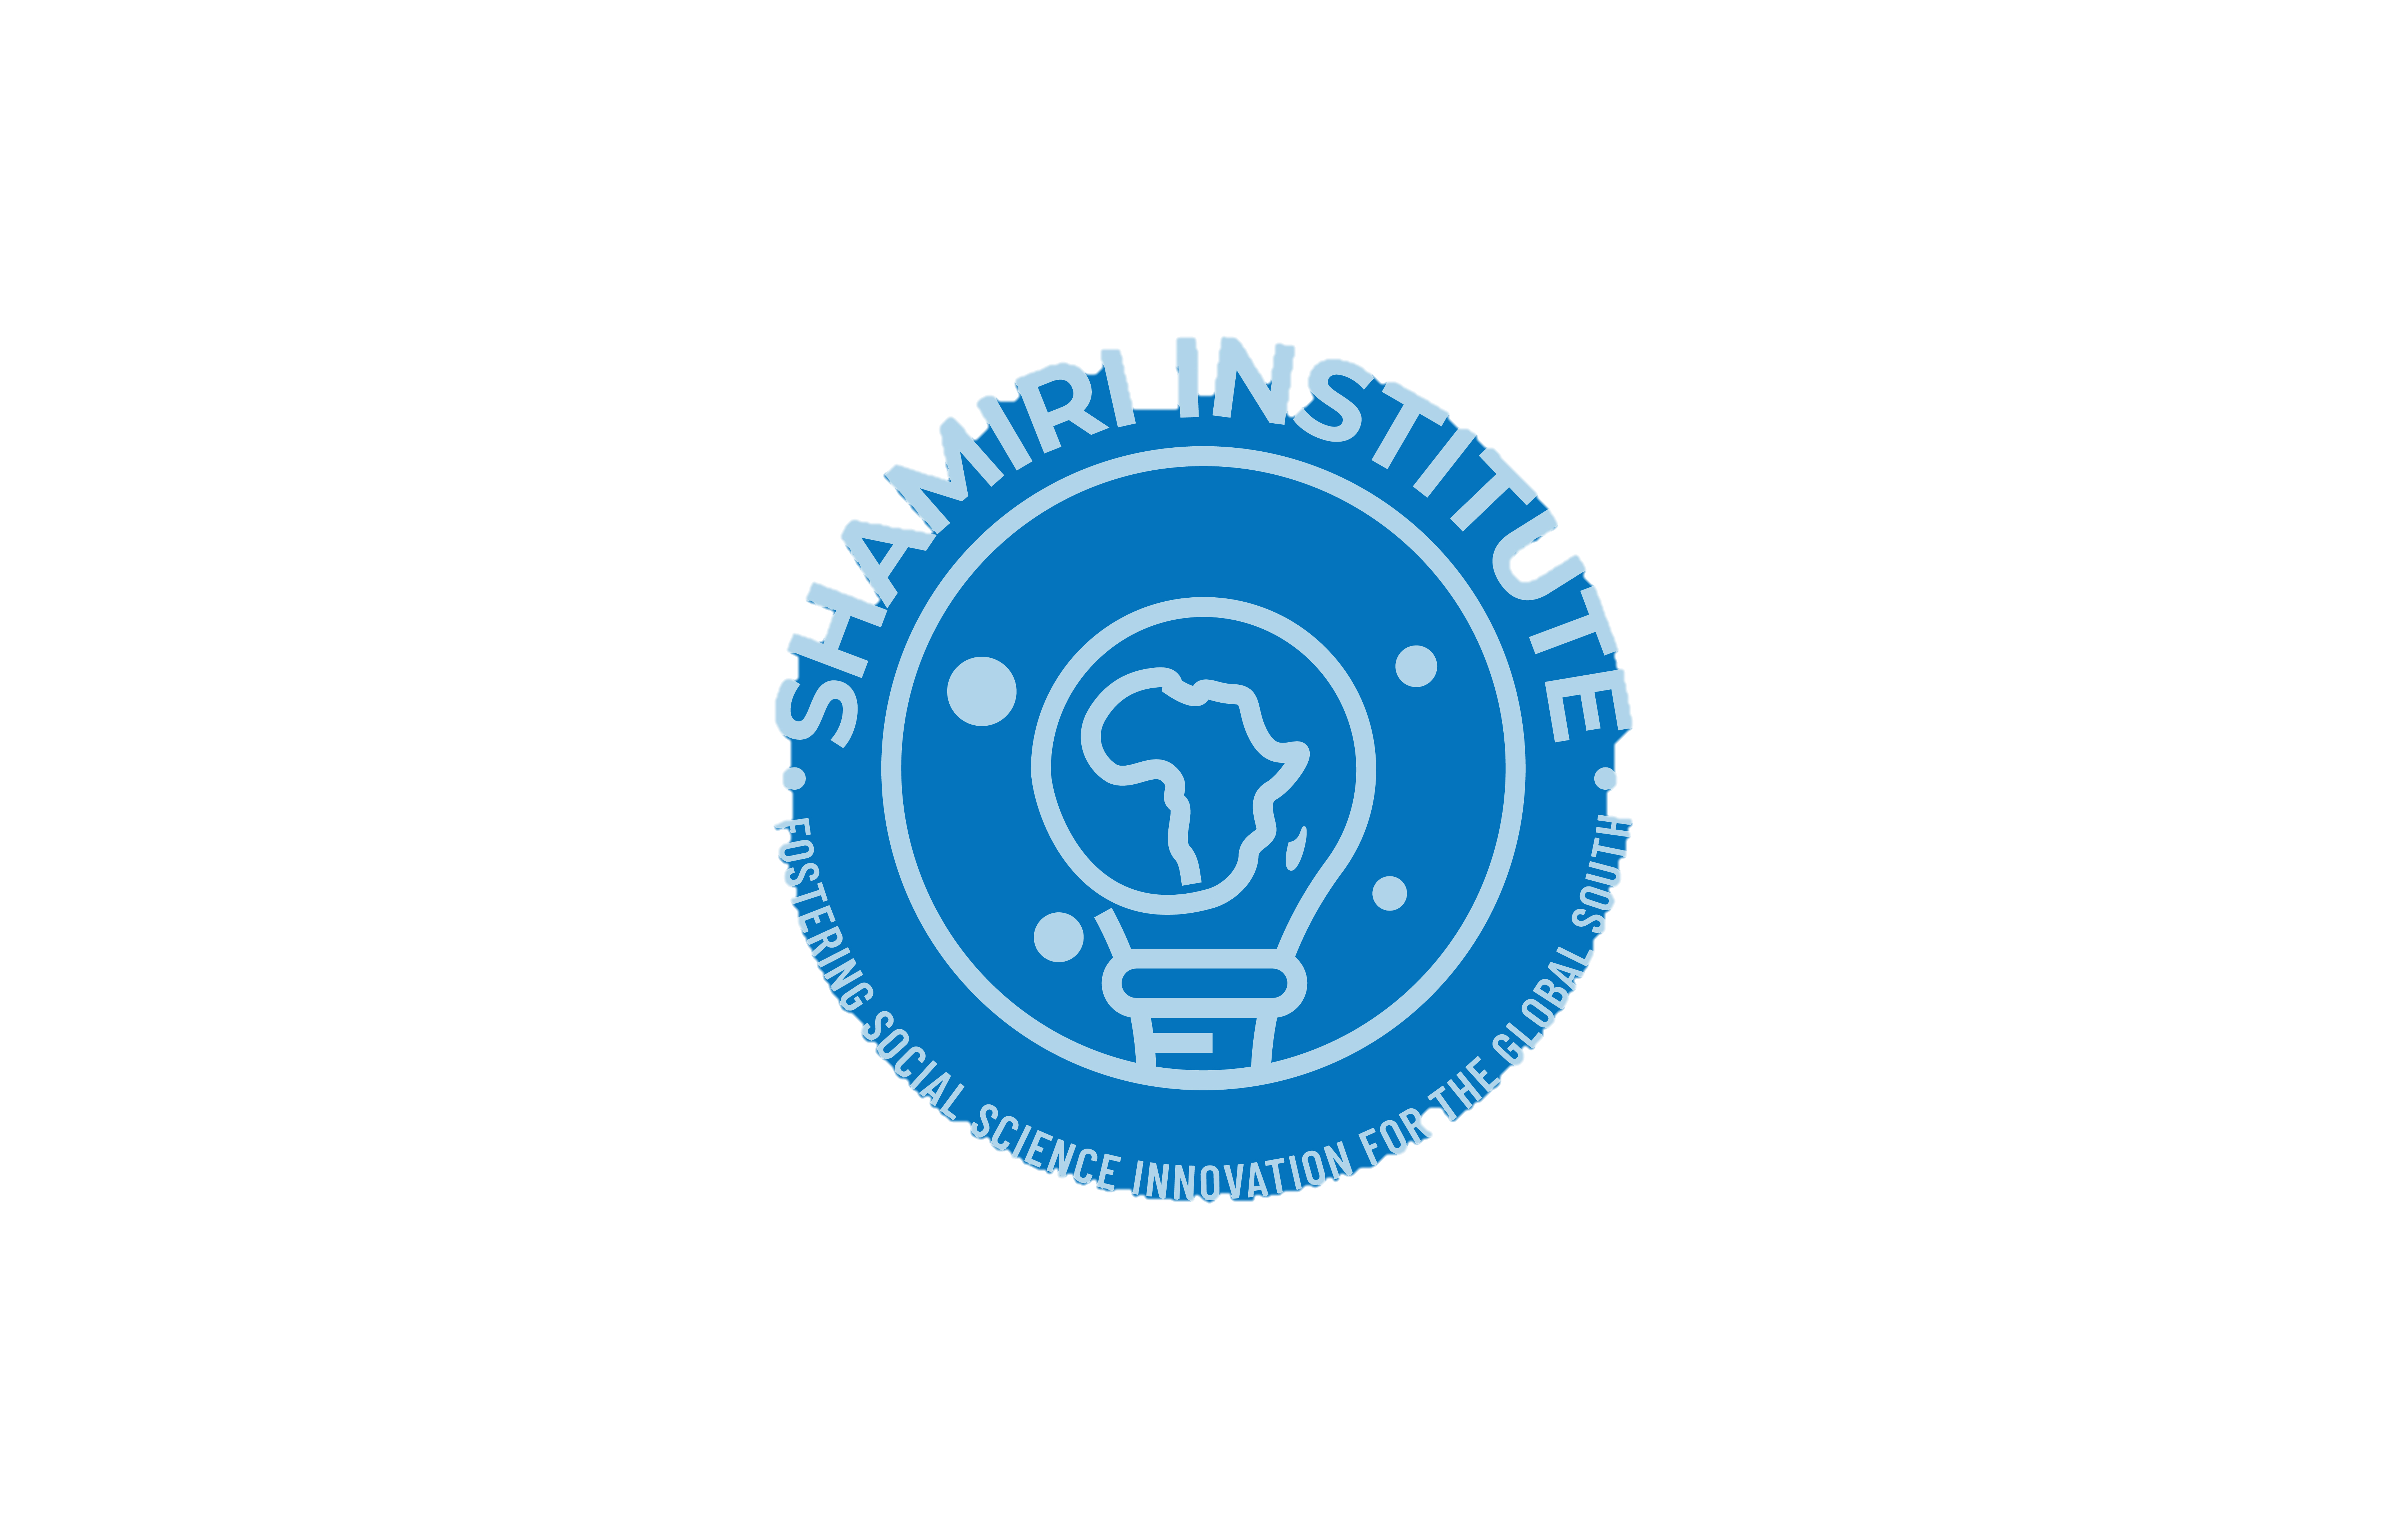 SHAMIRI INSTITUTE
FOSTERING SOCIAL SCIENCE INNOVATION FOR THE GLOBAL SOUTH